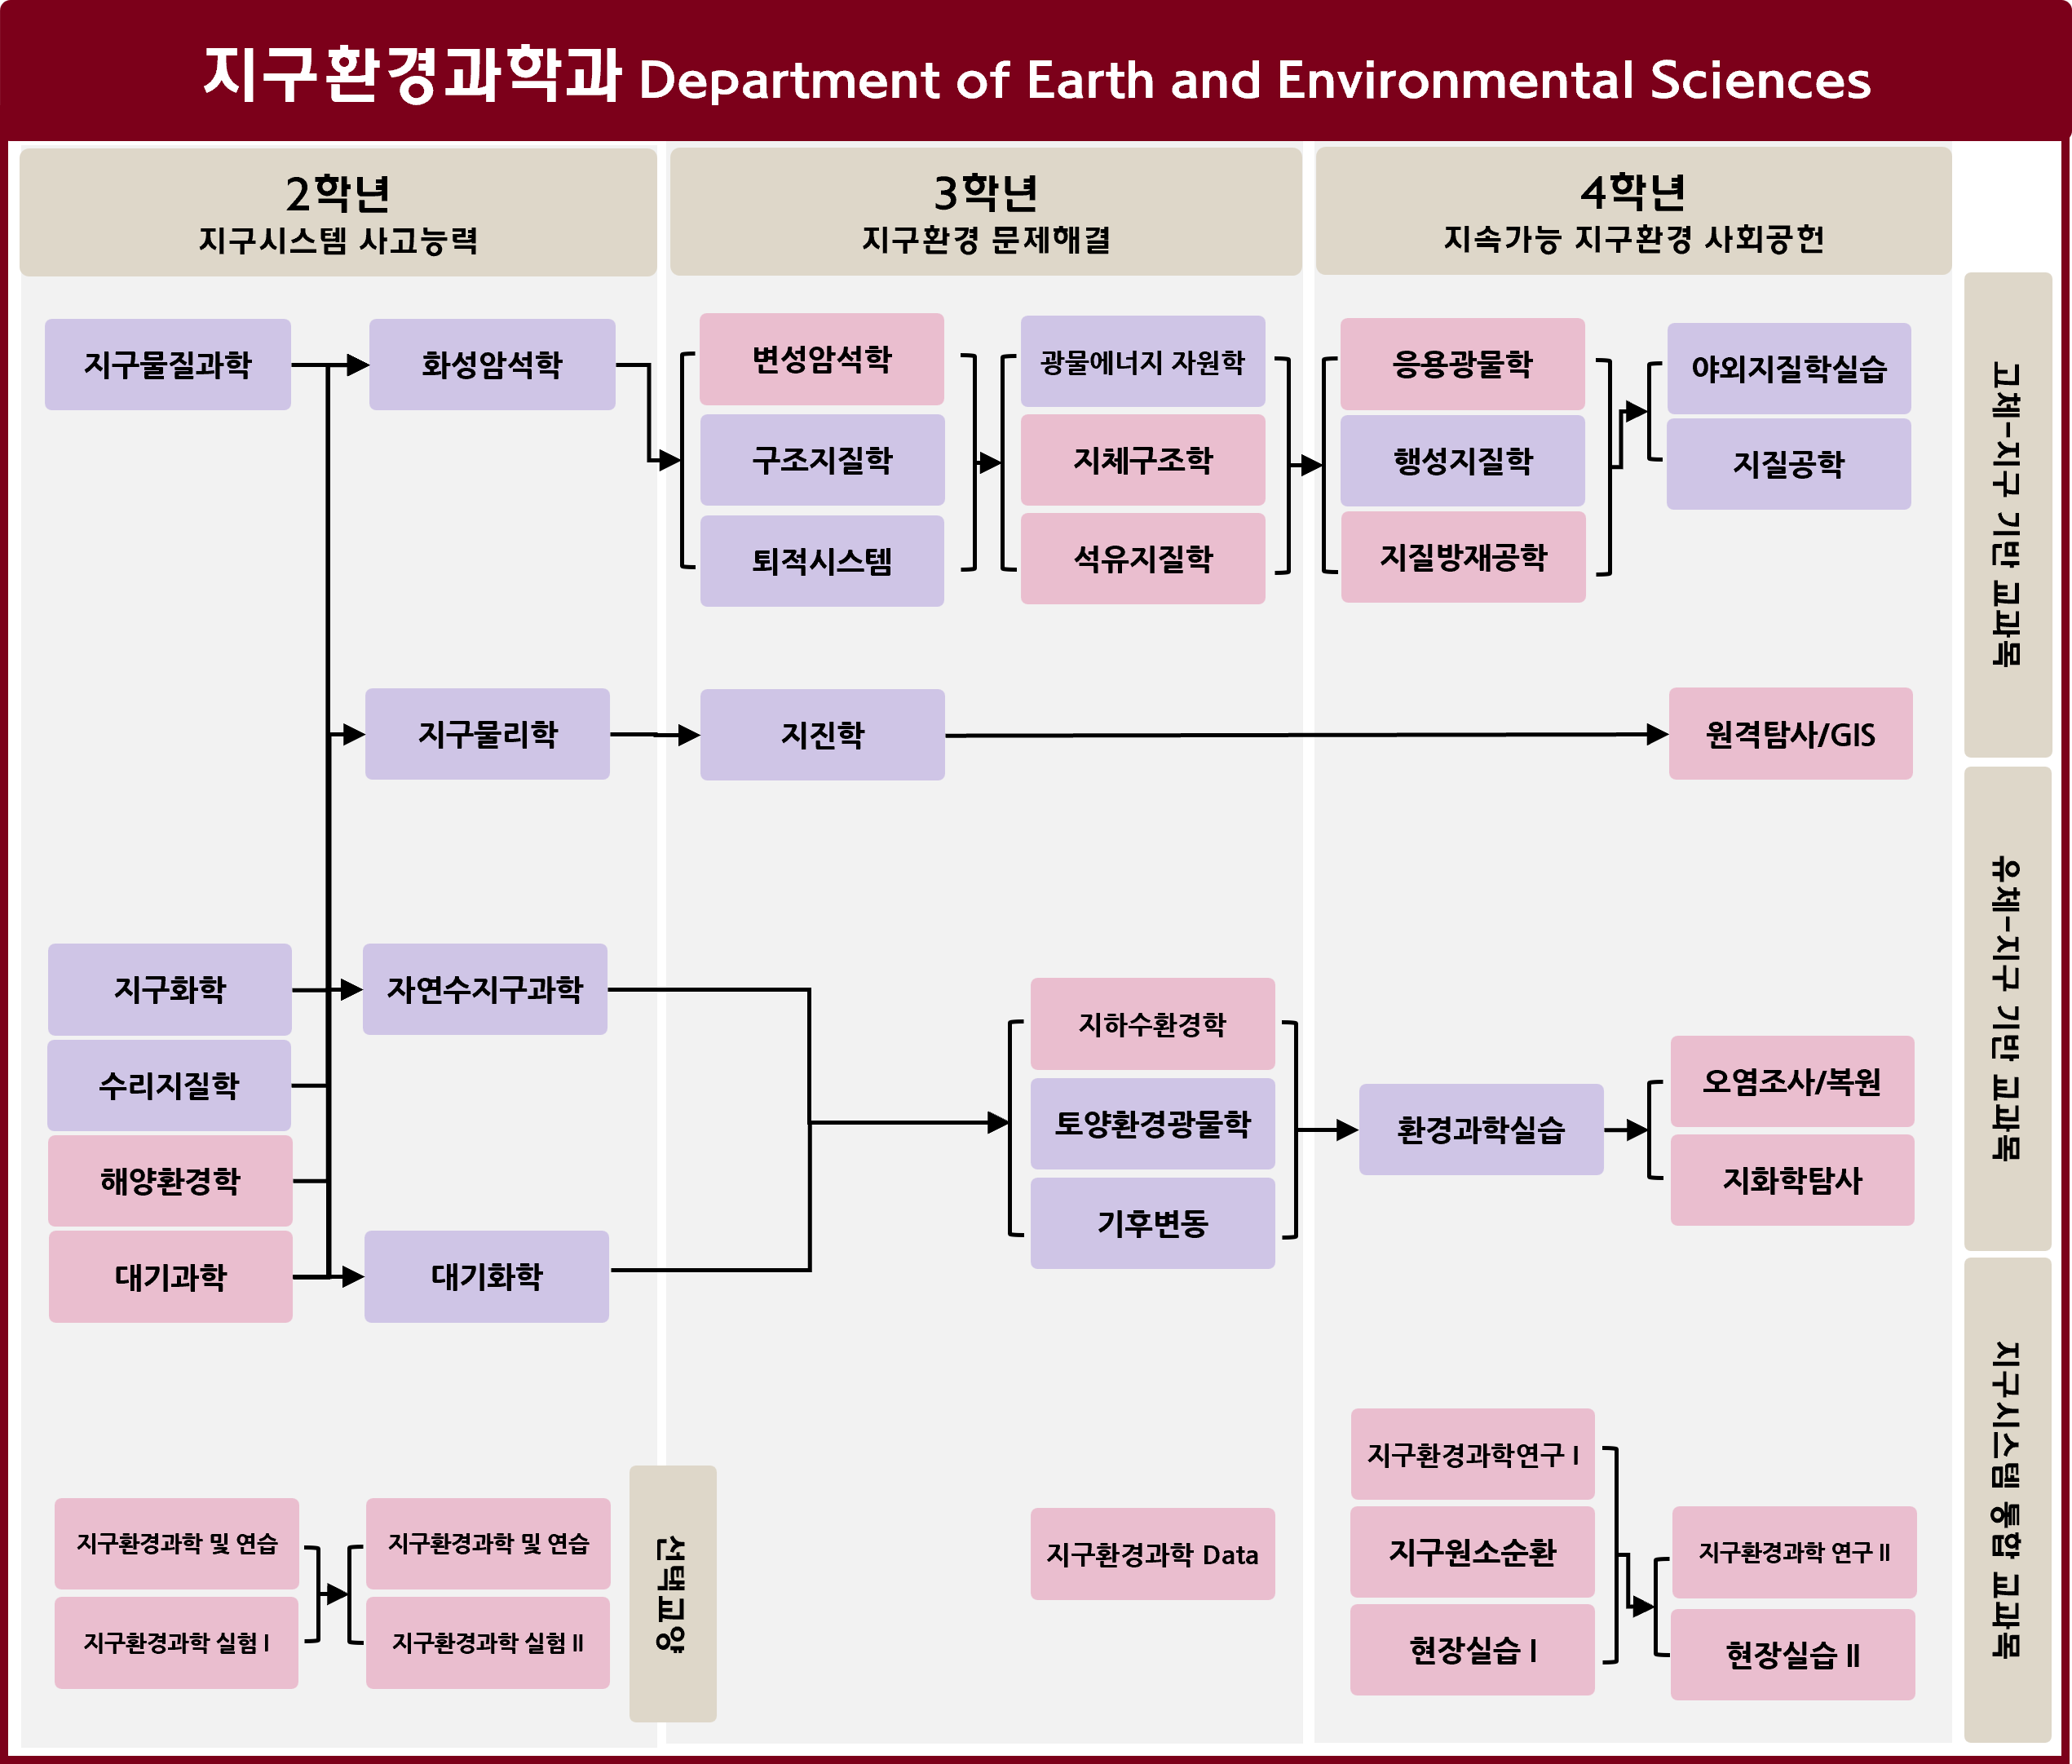 지구환경과학과 Department of Earth and Environmental Sciences
2학년
지구시스템 사고능력
3학년
지구환경 문제해결
4학년
지속가능 지구환경 사회공헌
지구물질과학
화성암석학
변성암석학
구조지질학
퇴적시스템
광물에너지 자원학
지체구조학
석유지질학
응용광물학
행성지질학
지질방재공학
야외지질학실습
지질공학
고체-지구 기반 교과목
지구물리학
지진학
원격탐사/GIS
지구화학
수리지질학
해양환경학
대기과학
자연수지구과학
대기화학
지하수환경학
토양환경광물학
기후변동
환경과학실습
오염조사/복원
지화학탐사
유체-지구 기반 교과목
지구환경과학 및 연습
지구환경과학 실험 I
지구환경과학 및 연습
지구환경과학 실험 II
선택교양
지구환경과학 Data
지구환경과학연구 I
지구원소순환
현장실습 I
지구환경과학 연구 II
현장실습 II
지구시스템 통합 교과목